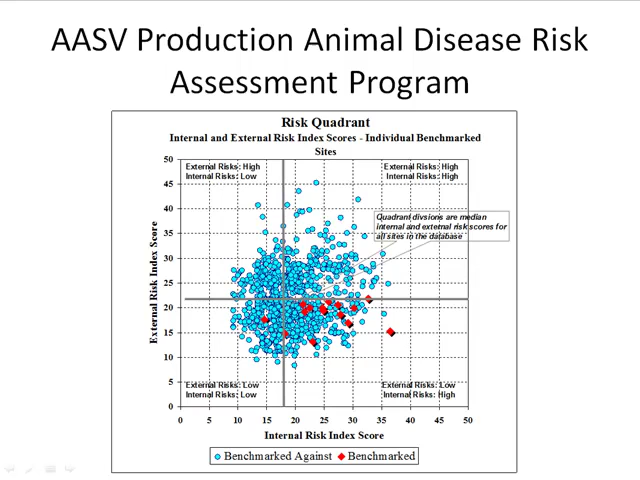 AASV Production Animal Disease Risk
Assessment Program
Risk Quadrant
Internal and External Risk Index Scores - Individual Benchmarked
Sites
External Risks: High
Internal Risks: Low
External Risks: High
Internal Risks: High
Quadrant divsions are median
internal and external risk scores for
all sites in the database
External Risk Index Score
50
45
40
35
30
25
20
15
10
5
0
External Risks: Low
Internal Risks: Low
External Risks: Low
Internal Risks: High
0 5 10 15 20 25 30 35 40 45 50
Internal Risk Index Score
Benchmarked Against Benchmarked